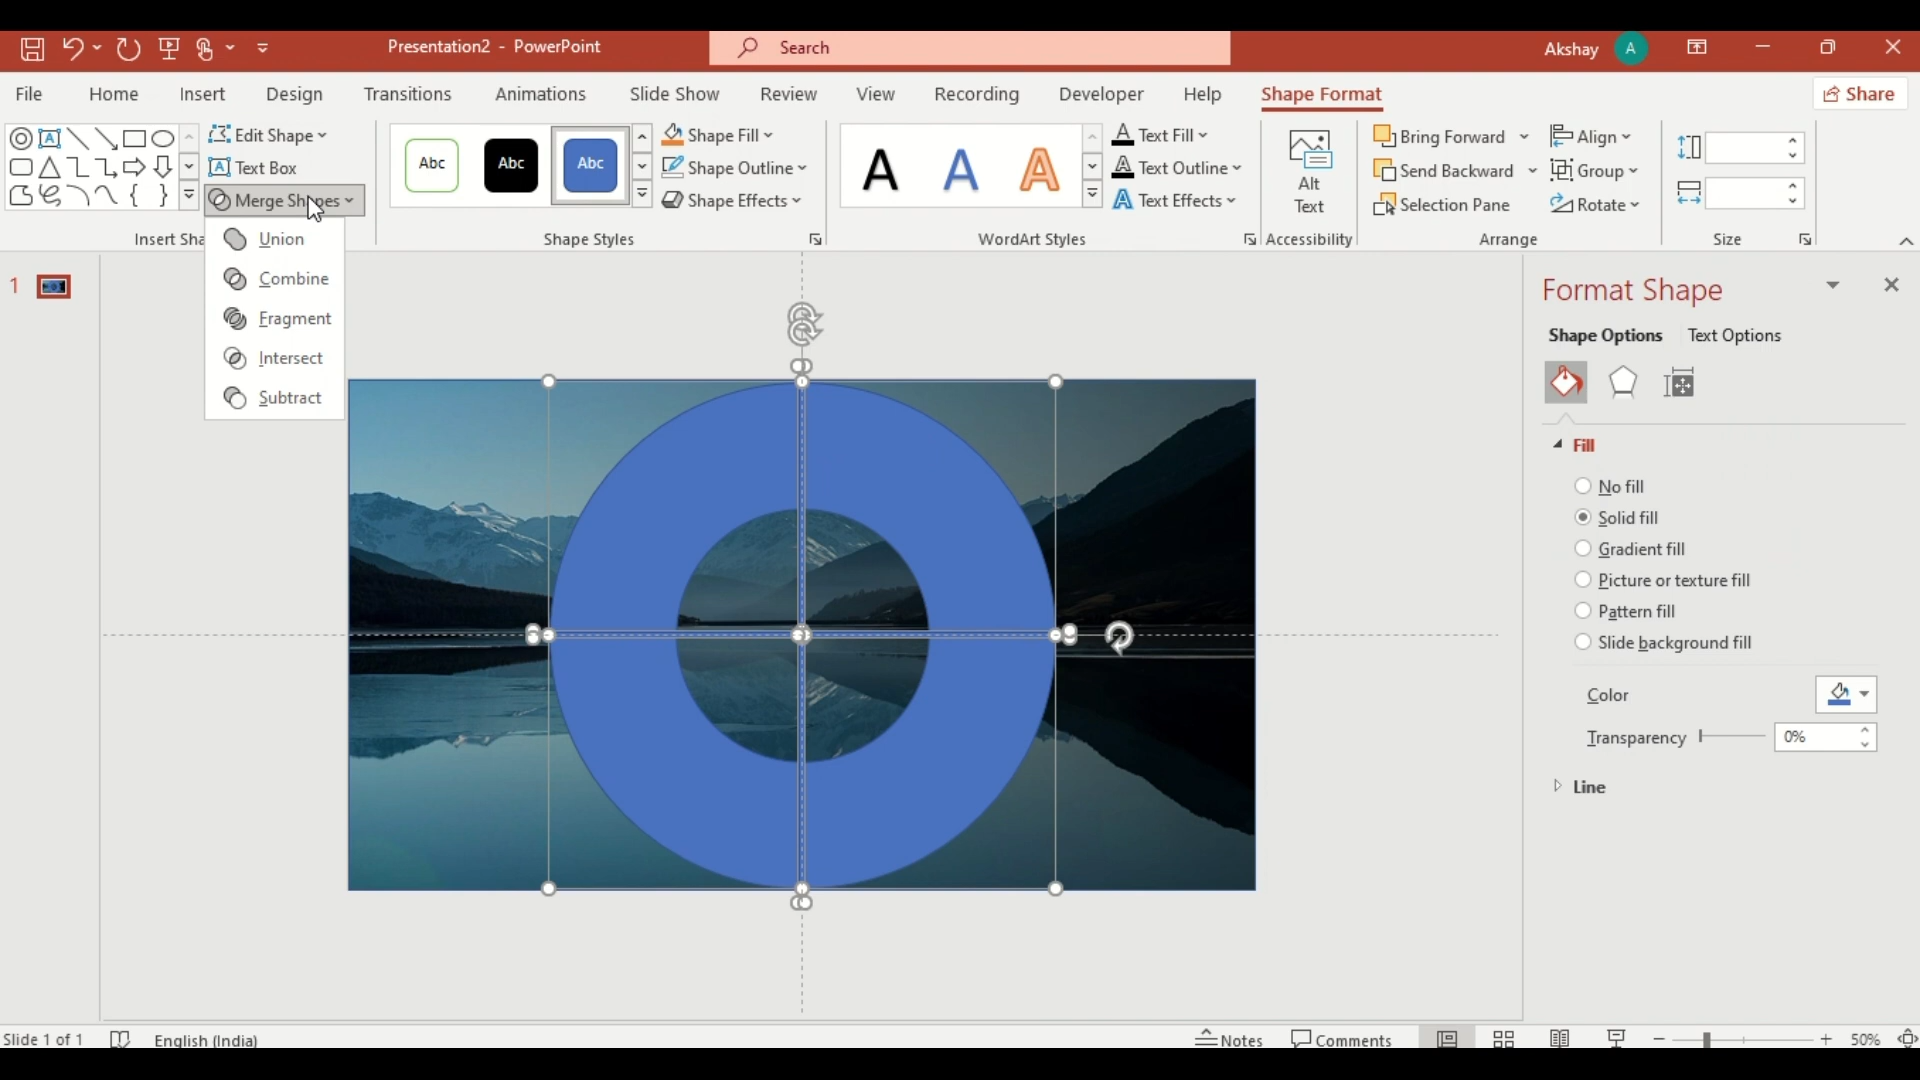 Presentation2 - PowerPoint
Search
Akshay
A
File
Home
Insert
Design
Transitions
Animations
Slide Show
Review
View
Recording
Developer
Help
Shape Format
Share
Edit Shape
Text Box
Merge Shapes
Insert Sha
Abc
Abc
Abc
Shape Fill
Shape Outline
Shape Effects
Shape Styles
A
A
A
Text Fill
Text Outline
Text Effects
WordArt Styles
Alt
Text
Accessibility
Bring Forward
Send Backward
Selection Pane
Align
Group
Rotate
Arrange
Size
Union
Combine
Fragment
Intersect
Subtract
1
Format Shape
Shape Options
Text Options
Fill
No fill
Solid fill
Gradient fill
Picture or texture fill
Pattern fill
Slide background fill
Color
Transparency
0%
Line
Slide 1 of 1
English (India)
Notes
Comments
50%